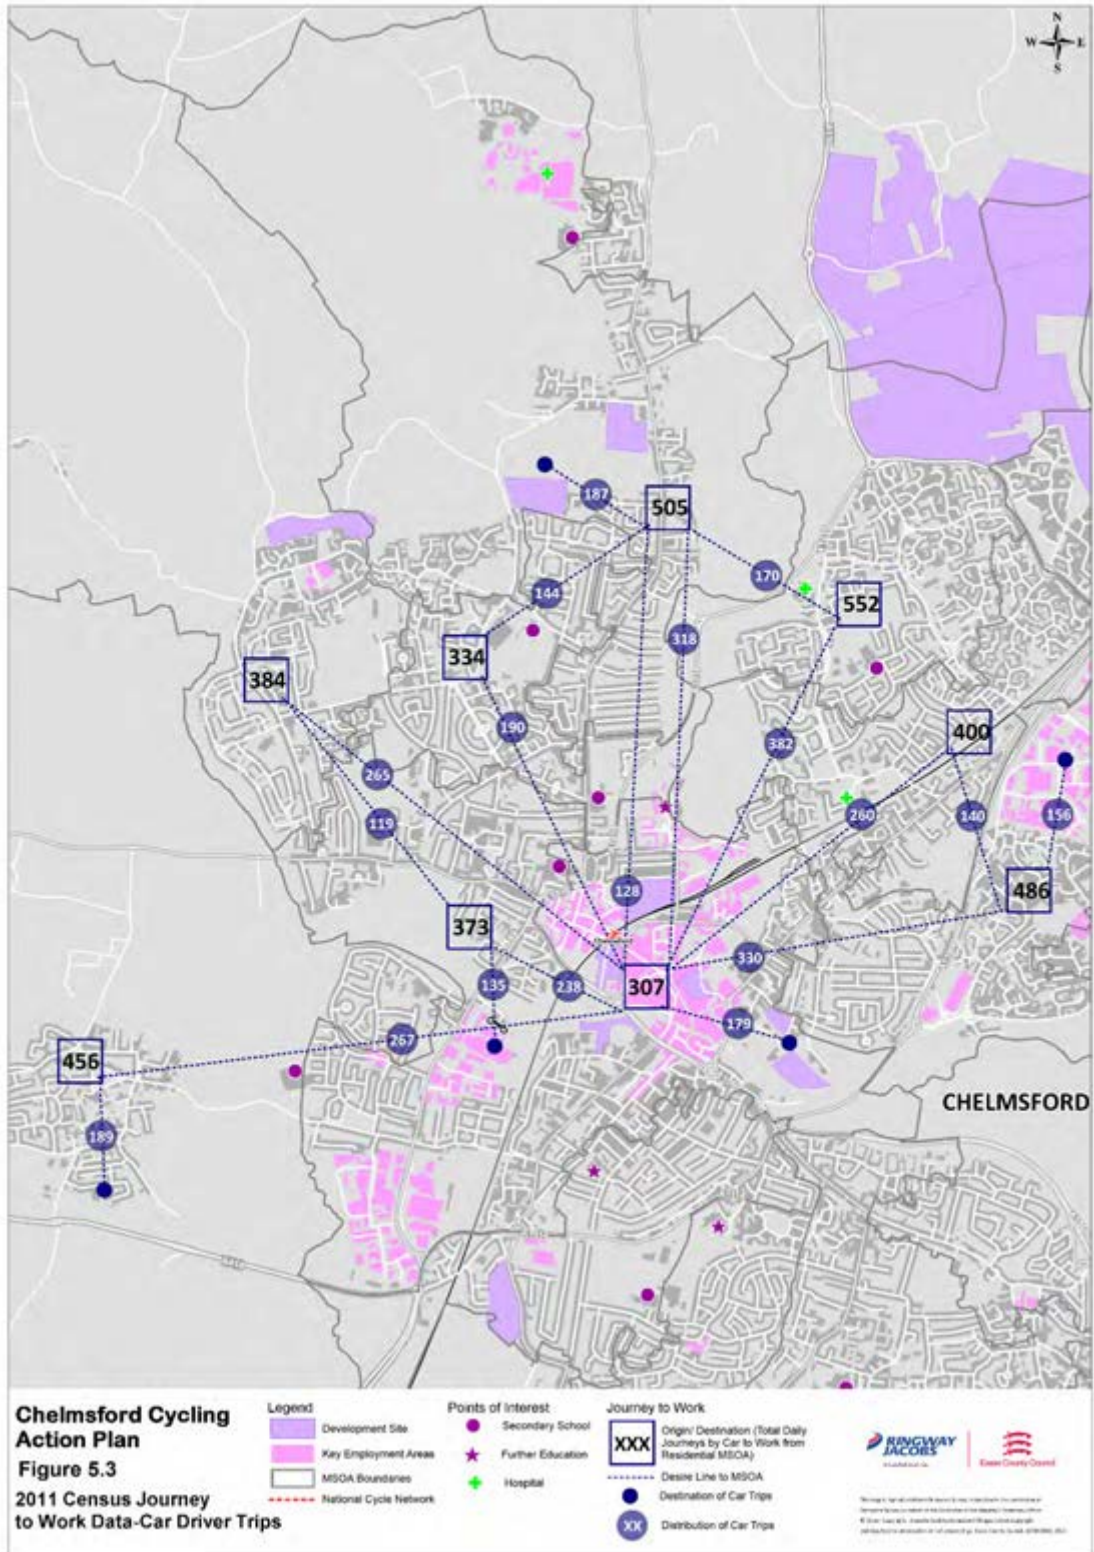 N
W E
S
187
505
170
144
552
318
334
384
190
400
382
265
260
140
156
119
128
486
373
330
135
238
307
179
267
456
CHELMSFORD
189
Chelmsford Cycling
Action Plan
Figure 5.3
2011 Census Journey
to Work Data-Car Driver Trips
Legend
Development Site
Key Employment Areas
MSOA Boundaries
National Cycle Network
Points of Interest
Secondary School
Further Education
Hospital
Journey to Work
XXX
Origin/ Destination (Total Daily
Journeys by Car to Work from
Residential MSOA)
Desire Line to MSOA
Destination of Car Trips
XX
Distribution of Car Trips
RINGWAY
JACOBS
Essex County Council